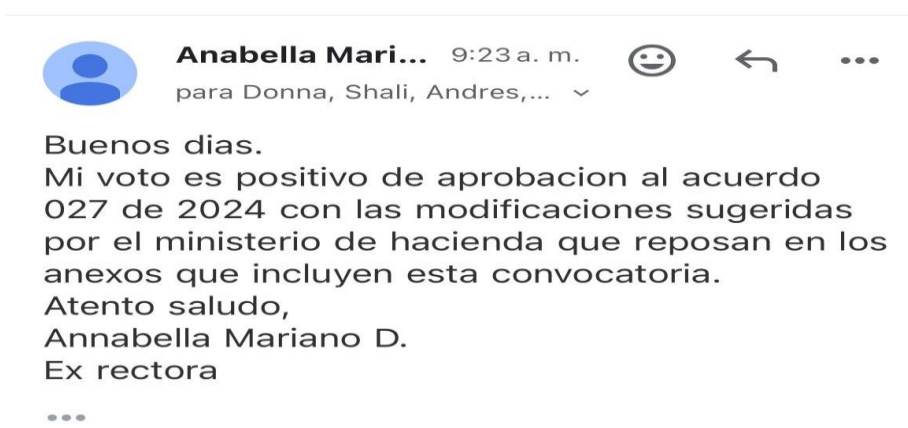 Anabella Mari... 9:23 a. m.
para Donna, Shali, Andres,...
Buenos dias.
Mi voto es positivo de aprobacion al acuerdo
027 de 2024 con las modificaciones sugeridas
por el ministerio de hacienda que reposan en los
anexos que incluyen esta convocatoria.
Atento saludo,
Annabella Mariano D.
Ex rectora